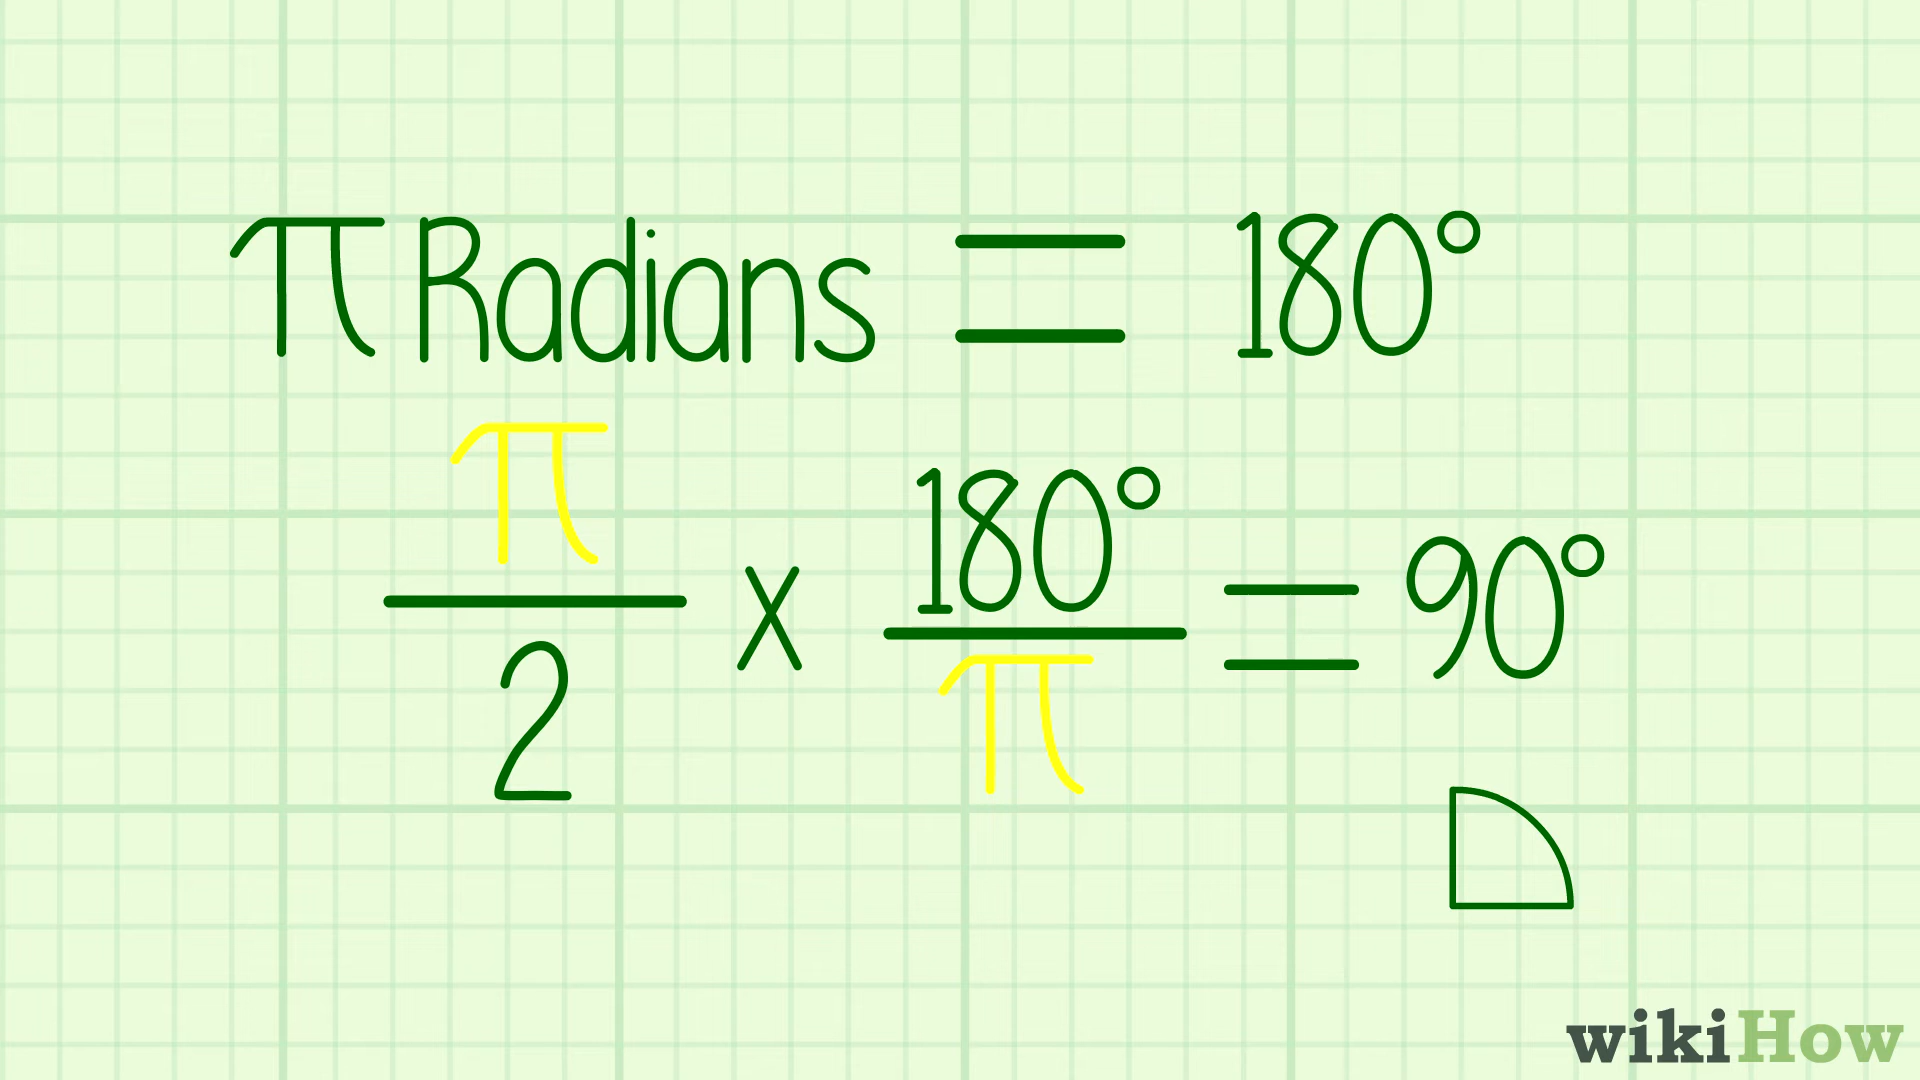 π Radians = 180°
π/2 x 180°/π = 90°
wikiHow